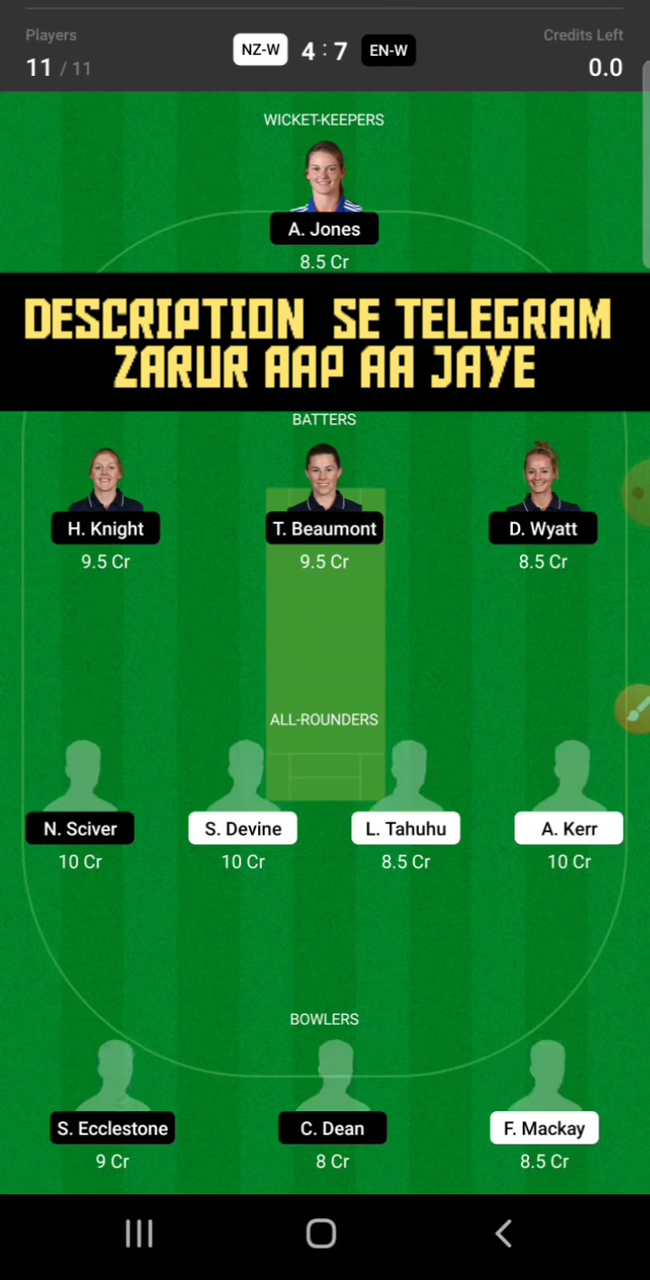 Players
Credits Left
NZ-W 4 : 7 EN-W
11 / 11
0.0
WICKET-KEEPERS
A. Jones
8.5 Cr
DESCRIPTION SE TELEGRAM
ZARUR AAP AA JAYE
BATTERS
H. Knight T. Beaumont D. Wyatt
9.5 Cr 9.5 Cr 8.5 Cr
ALL-ROUNDERS
N. Sciver S. Devine L. Tahuhu A. Kerr
10 Cr 10 Cr 8.5 Cr 10 Cr
BOWLERS
S. Ecclestone C. Dean F. Mackay
9 Cr 8 Cr 8.5 Cr